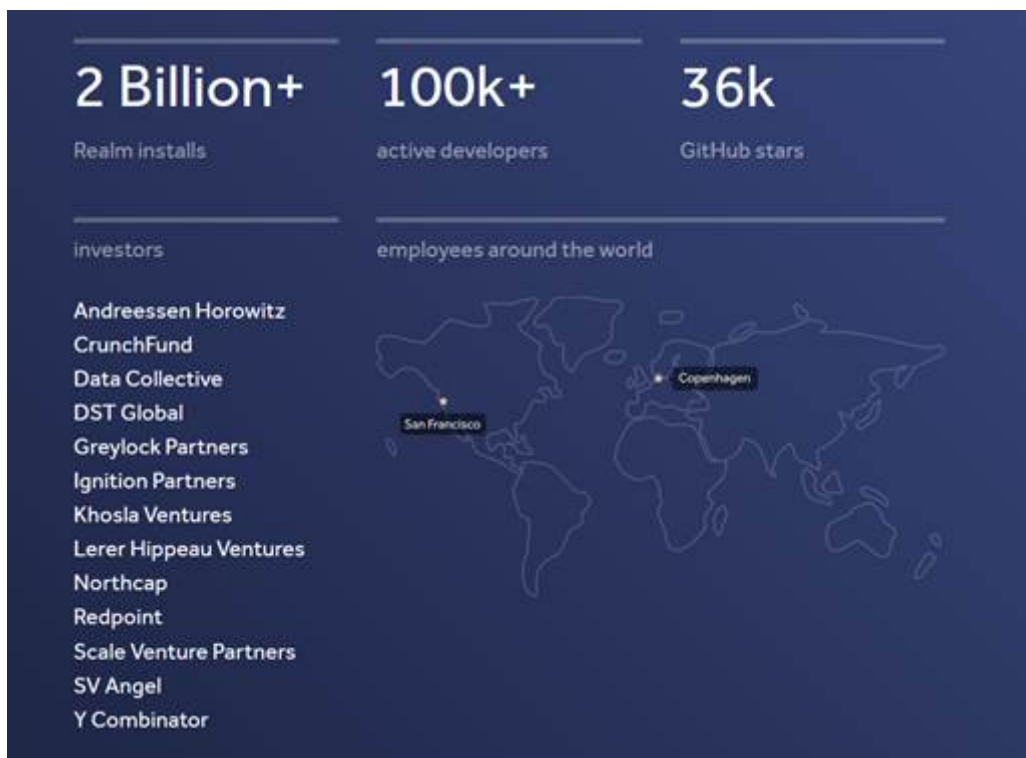 2 Billion+
100k+
36k
Realm installs
active developers
GitHub stars
investors
employees around the world
Andreessen Horowitz
CrunchFund
Data Collective
DST Global
Greylock Partners
Ignition Partners
Khosla Ventures
Lerer Hippeau Ventures
Northcap
Redpoint
Scale Venture Partners
SV Angel
Y Combinator
San Francisco
Copenhagen